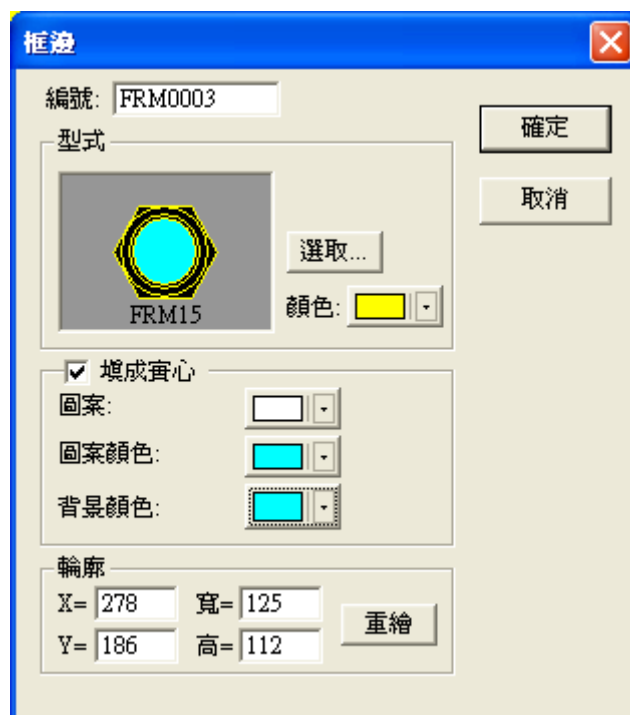 框邊
編號: FRM0003
確定
型式
取消
選取...
FRM15
顏色:
填成實心
圖案:
圖案顏色:
背景顏色:
輪廓
X= 278 寬= 125
重繪
Y= 186 高= 112